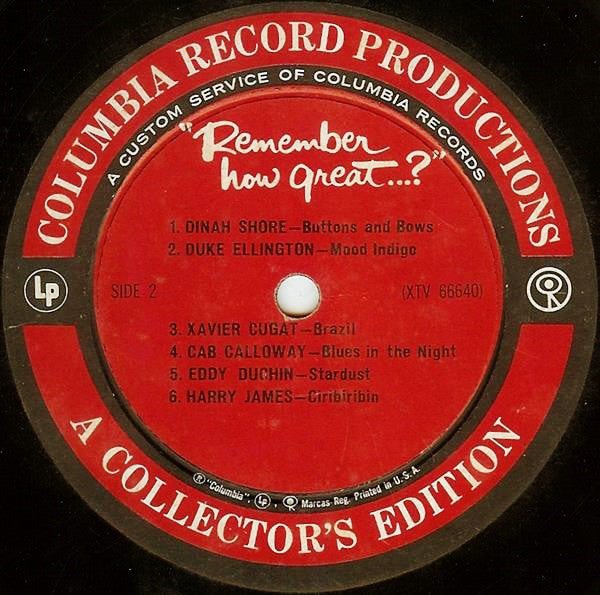 COLUMBIA RECORD PRODUCTIONS
A CUSTOM SERVICE OF COLUMBIA RECORDS
"Remember
how great...?"
1. DINAH SHORE—Buttons and Bows
2. DUKE ELLINGTON—Mood Indigo
Lp
SIDE 2
(XTV 66640)
3. XAVIER CUGAT—Brazil
4. CAB CALLOWAY—Blues in the Night
5. EDDY DUCHIN—Stardust
6. HARRY JAMES—Ciribiribin
® "Columbia", Lp, Marcas Reg. Printed in U.S.A.
A COLLECTOR'S EDITION